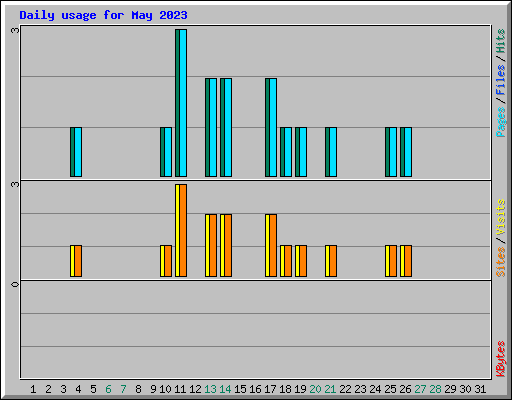 Daily usage for May 2023
3
3
0
Pages / Files / Hits
Sites / Visits
KBytes
1 2 3 4 5 6 7 8 9 10 11 12 13 14 15 16 17 18 19 20 21 22 23 24 25 26 27 28 29 30 31